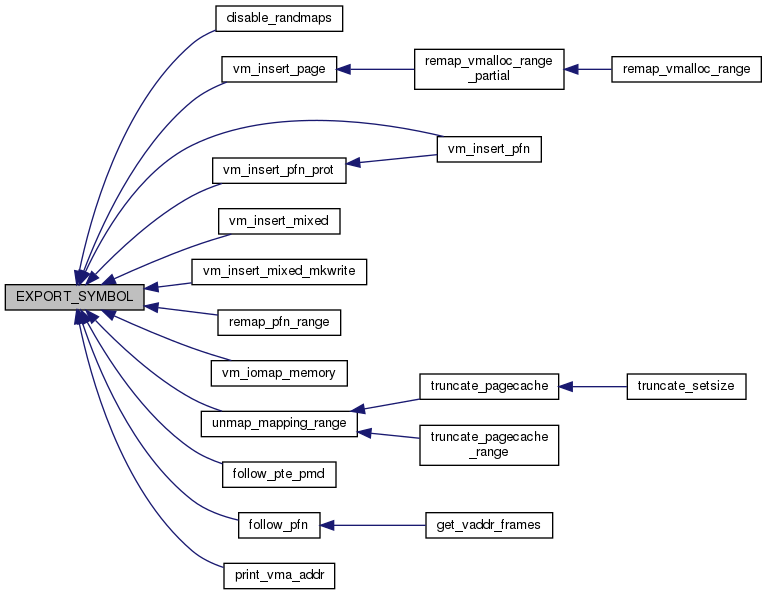 disable_randmaps
vm_insert_page
remap_vmalloc_range
_partial
remap_vmalloc_range
vm_insert_pfn
vm_insert_pfn_prot
vm_insert_mixed
vm_insert_mixed_mkwrite
EXPORT_SYMBOL
remap_pfn_range
vm_iomap_memory
truncate_pagecache
truncate_setsize
unmap_mapping_range
truncate_pagecache
_range
follow_pte_pmd
follow_pfn
get_vaddr_frames
print_vma_addr